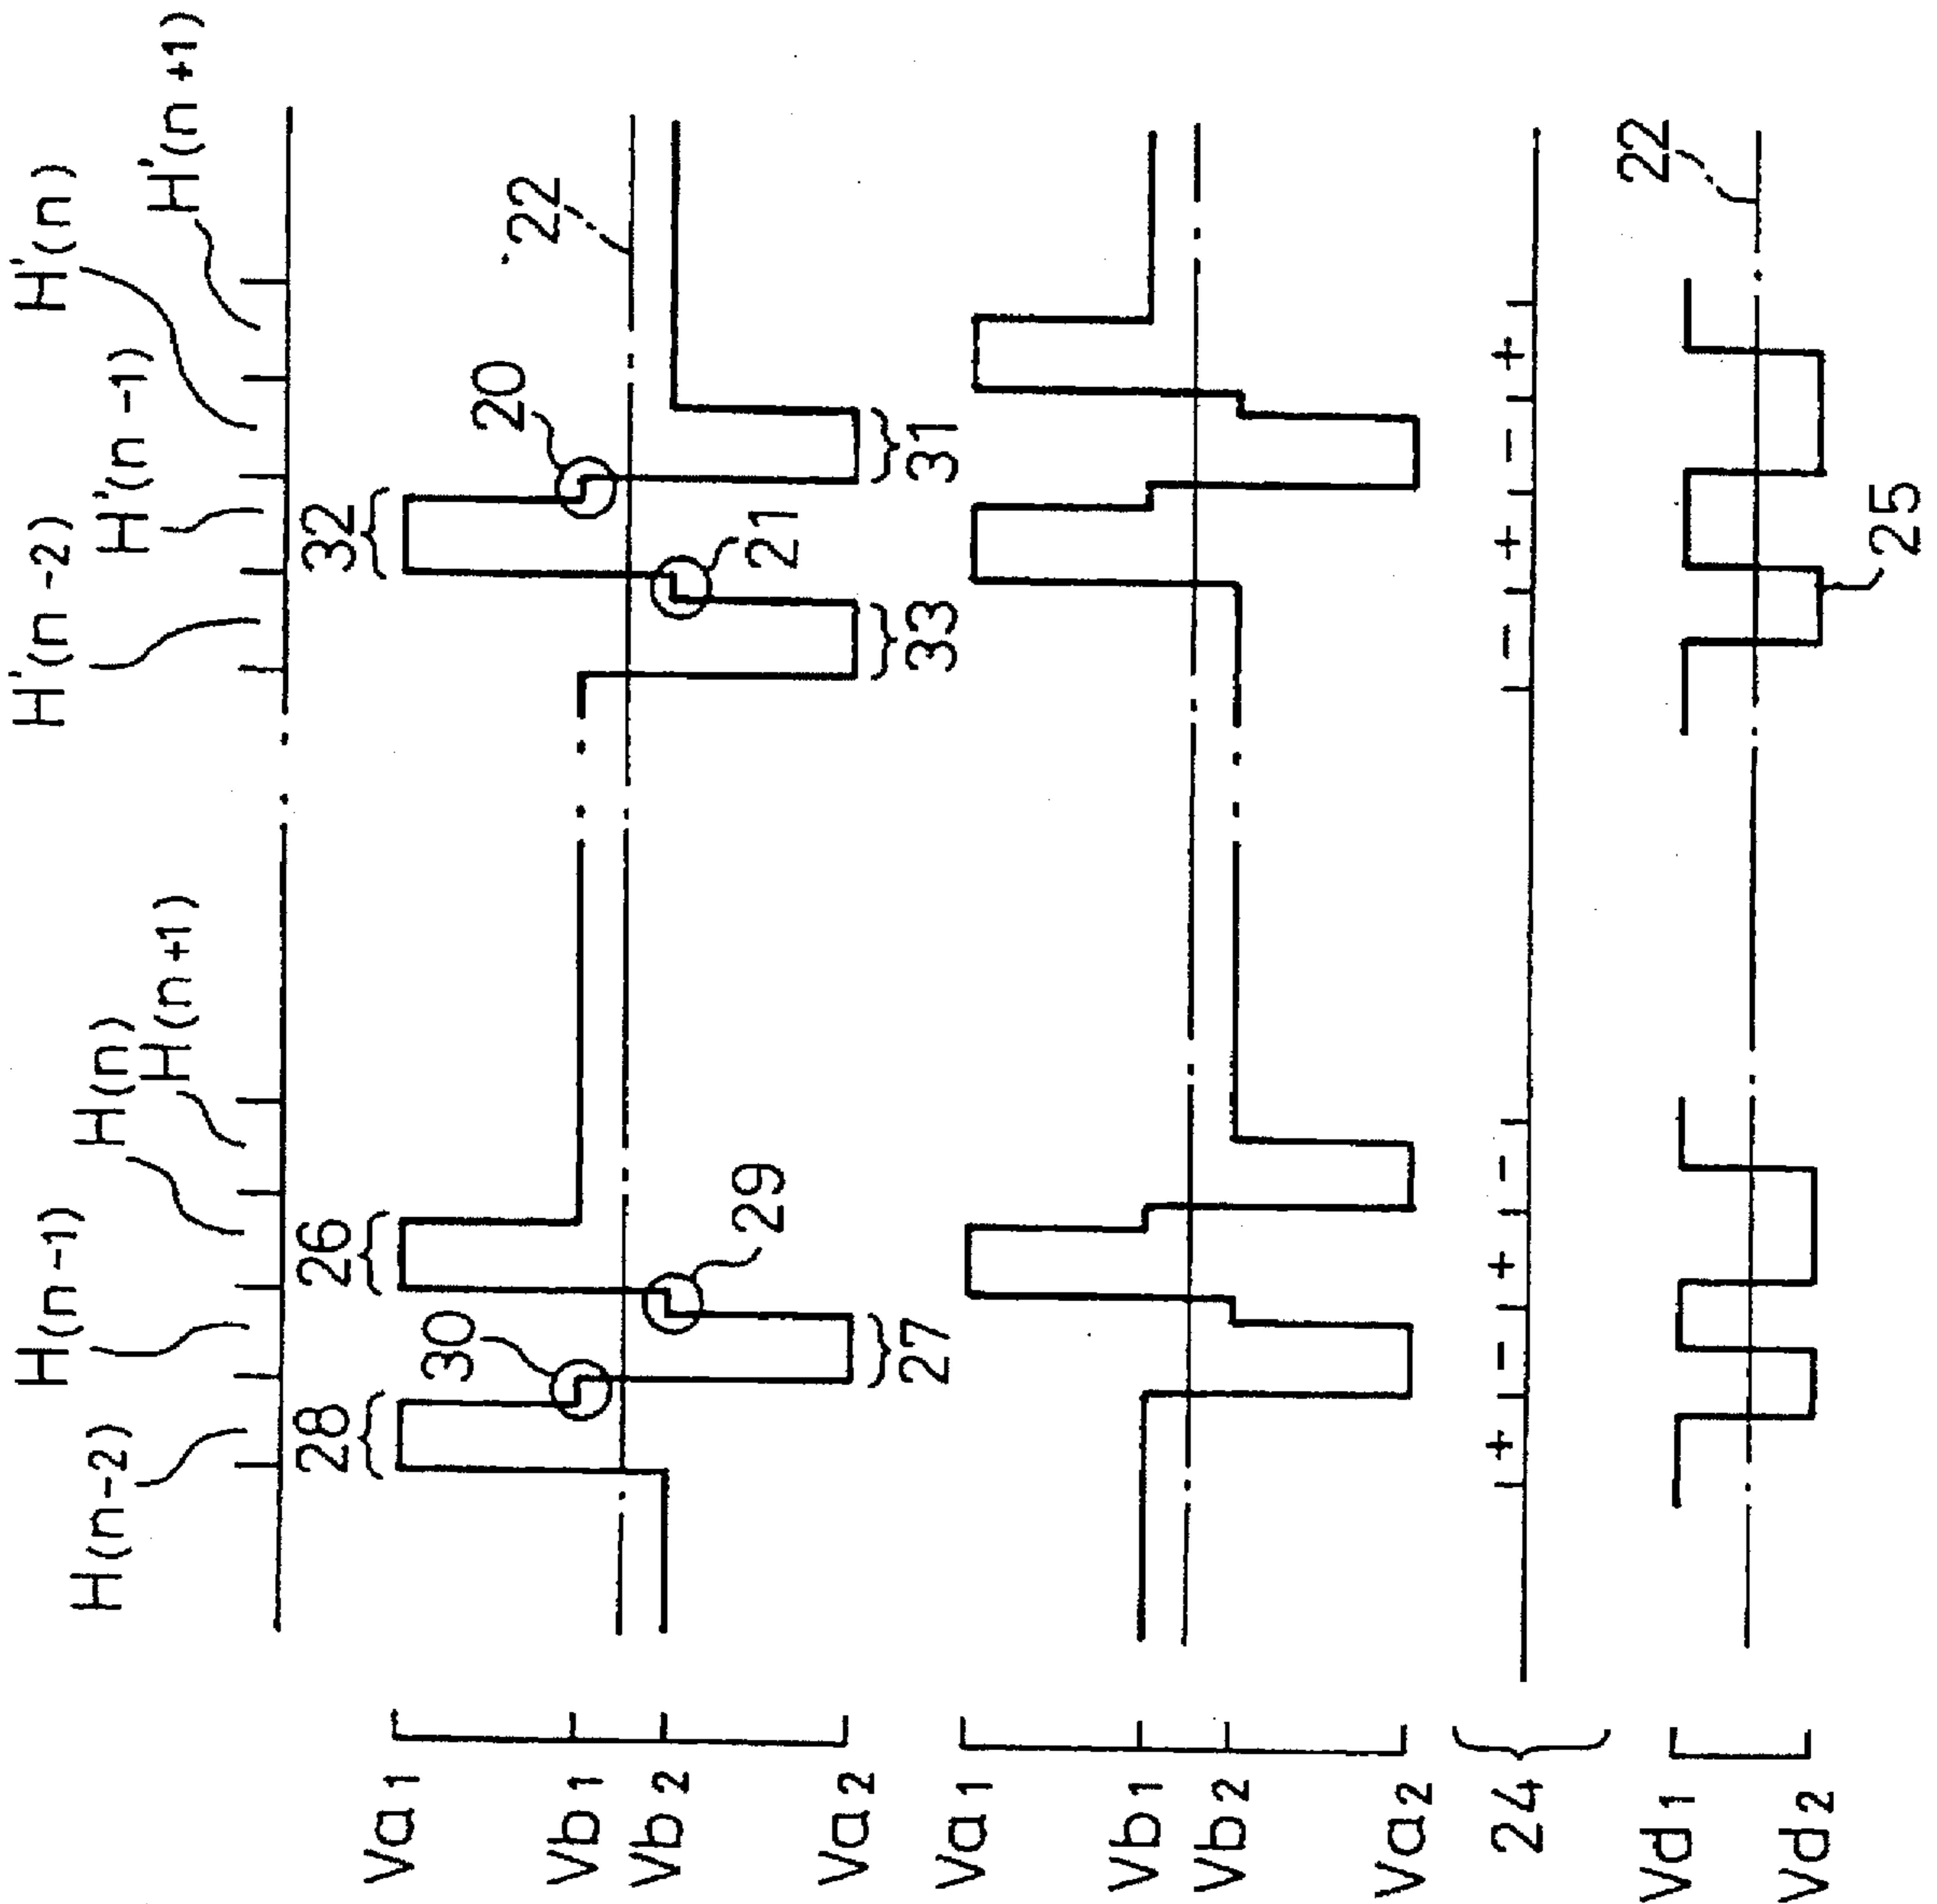 H(n-2)
H(n-1)
H(n)
H(n+1)
H'(n-2)
H'(n-1)
H'(n)
H'(n+1)
Va1
Vb1
Vb2
Va2
28
30
27
26
29
33
21
32
20
31
22
Va1
Vb1
Vb2
Va2
24
+ - + -
- + - +
Vd1
Vd2
25
22